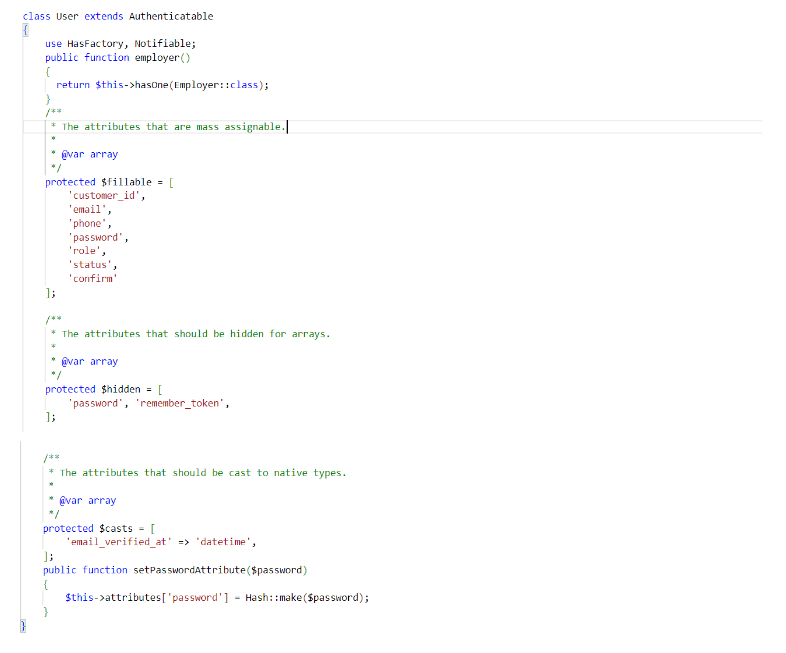 class User extends Authenticatable
{
    use HasFactory, Notifiable;
    public function employer()
    {
      return $this->hasOne(Employer::class);
    }
    /**
     * The attributes that are mass assignable.
     *
     * @var array
     */
    protected $fillable = [
        'customer_id',
        'email',
        'phone',
        'password',
        'role',
        'status',
        'confirm'
    ];

    /**
     * The attributes that should be hidden for arrays.
     *
     * @var array
     */
    protected $hidden = [
        'password', 'remember_token',
    ];

    /**
     * The attributes that should be cast to native types.
     *
     * @var array
     */
    protected $casts = [
        'email_verified_at' => 'datetime',
    ];
    public function setPasswordAttribute($password)
    {
        $this->attributes['password'] = Hash::make($password);
    }
}